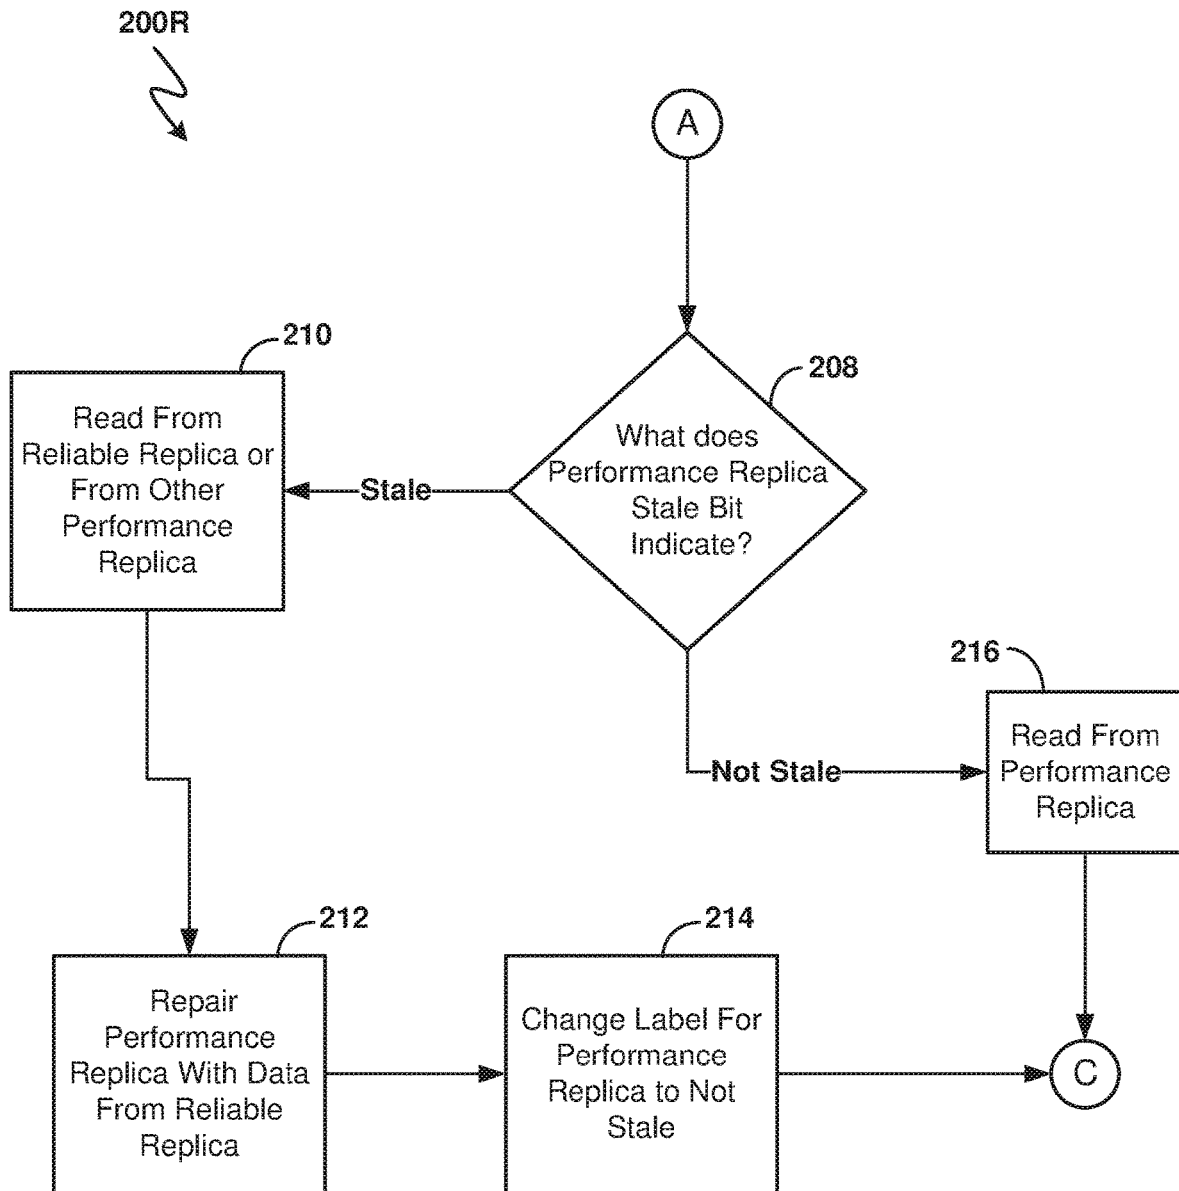 200R
A
210
Read From
Reliable Replica or
From Other
Performance
Replica
208
What does
Performance Replica
Stale Bit
Indicate?
Stale
Not Stale
216
Read From
Performance
Replica
212
Repair
Performance
Replica With Data
From Reliable
Replica
214
Change Label For
Performance
Replica to Not
Stale
C